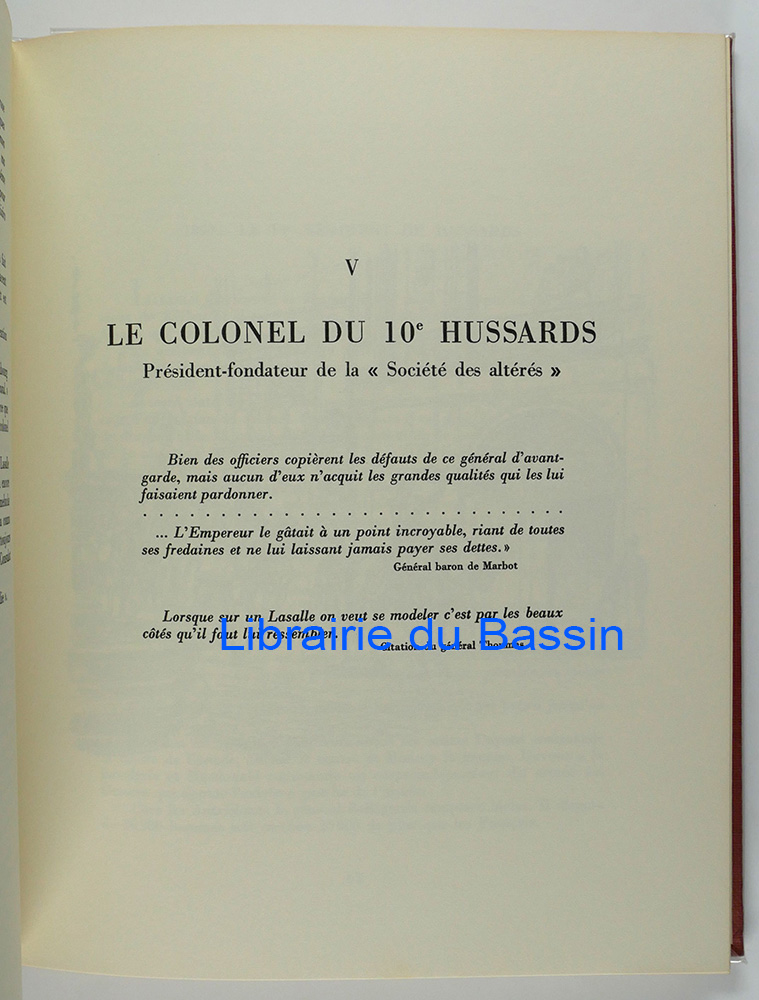 V
LE COLONEL DU 10e HUSSARDS
Président-fondateur de la « Société des altérés »
Bien des officiers copièrent les défauts de ce général d'avant-
garde, mais aucun d'eux n'acquit les grandes qualités qui les lui
faisaient pardonner.
. . . . . . . . . . . . . . . . . . . . . . . . . . . . .
... L'Empereur le gâtait à un point incroyable, riant de toutes
ses fredaines et ne lui laissant jamais payer ses dettes. »
Général baron de Marbot
Lorsque sur un Lasalle on veut se modeler c'est par les beaux
côtés qu'il faut lui ressembler.
Citation du général
Librairie du Bassin